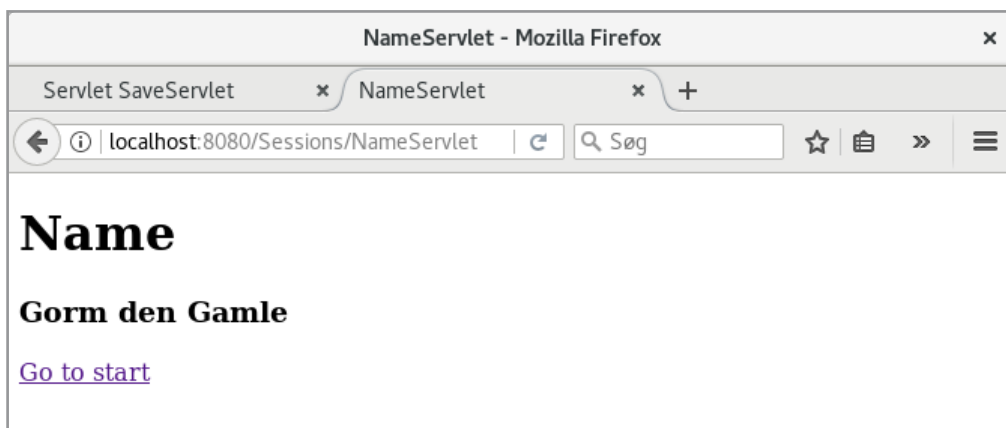 NameServlet - Mozilla Firefox
Servlet SaveServlet NameServlet
localhost:8080/Sessions/NameServlet Søg
Name
Gorm den Gamle
Go to start